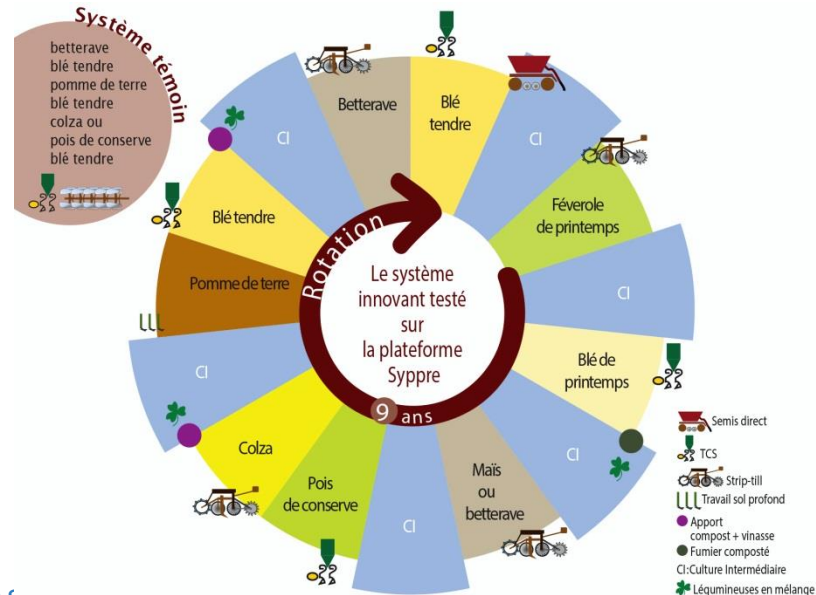 Système témoin
betterave
blé tendre
pomme de terre
blé tendre
colza ou
pois de conserve
blé tendre
Betterave
Blé
tendre
CI
Féverole
de printemps
CI
Blé de
printemps
CI
Maïs
ou
betterave
CI
Pois
de conserve
Colza
CI
Pomme de terre
Blé tendre
CI
Rotation
9 ans
Le système
innovant testé
sur
la plateforme
Syppre
Semis direct
TCS
Strip-till
Travail sol profond
Apport
compost + vinasse
Fumier composté
CI:Culture Intermédiaire
Légumineuses en mélange